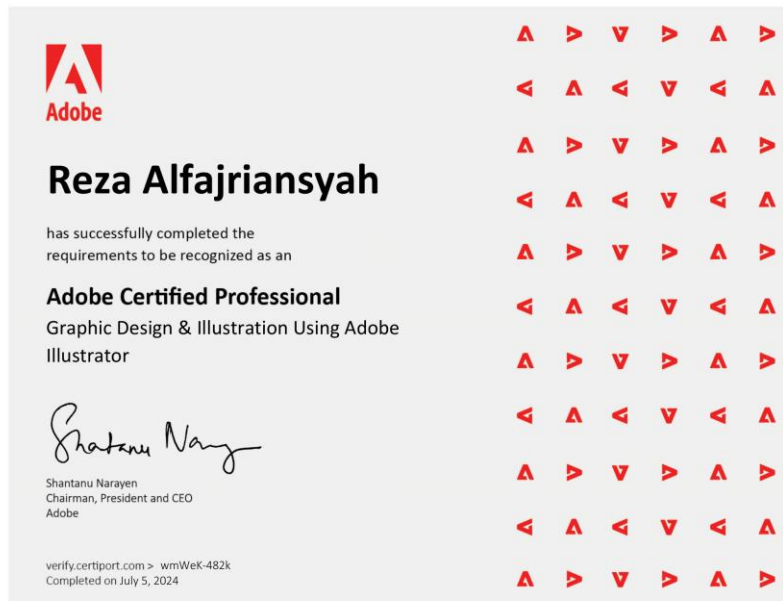 Adobe
Reza Alfajriansyah
has successfully completed the
requirements to be recognized as an
Adobe Certified Professional
Graphic Design & Illustration Using Adobe
Illustrator
Shantanu Narayen
Shantanu Narayen
Chairman, President and CEO
Adobe
verify.certiport.com > wmWeK-482k
Completed on July 5, 2024